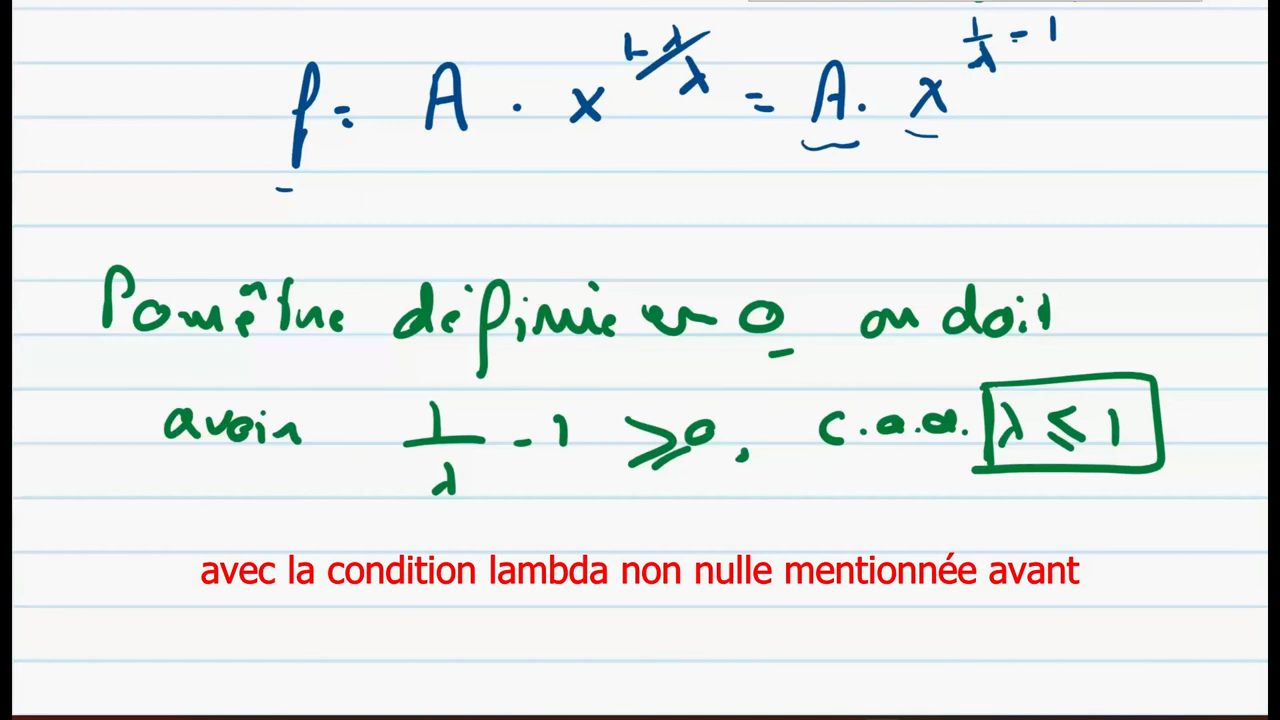 f = A · x^{1-λ/λ} = A · x^{1/λ - 1}
Pour être définie en 0 on doit
avoir 1/λ - 1 ≥ 0, c.a.d. λ ≤ 1
avec la condition lambda non nulle mentionnée avant